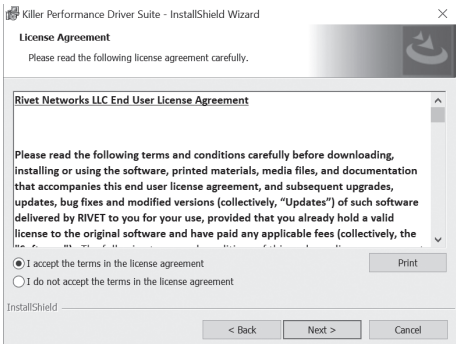 Killer Performance Driver Suite - InstallShield Wizard
License Agreement
Please read the following license agreement carefully.
Rivet Networks LLC End User License Agreement
Please read the following terms and conditions carefully before downloading,
installing or using the software, printed materials, media files, and documentation
that accompanies this end user license agreement, and subsequent upgrades,
updates, bug fixes and modified versions (collectively, “Updates”) of such software
delivered by RIVET to you for your use, provided that you already hold a valid
license to the original software and have paid any applicable fees (collectively, the
I accept the terms in the license agreement
Print
I do not accept the terms in the license agreement
InstallShield
< Back
Next >
Cancel